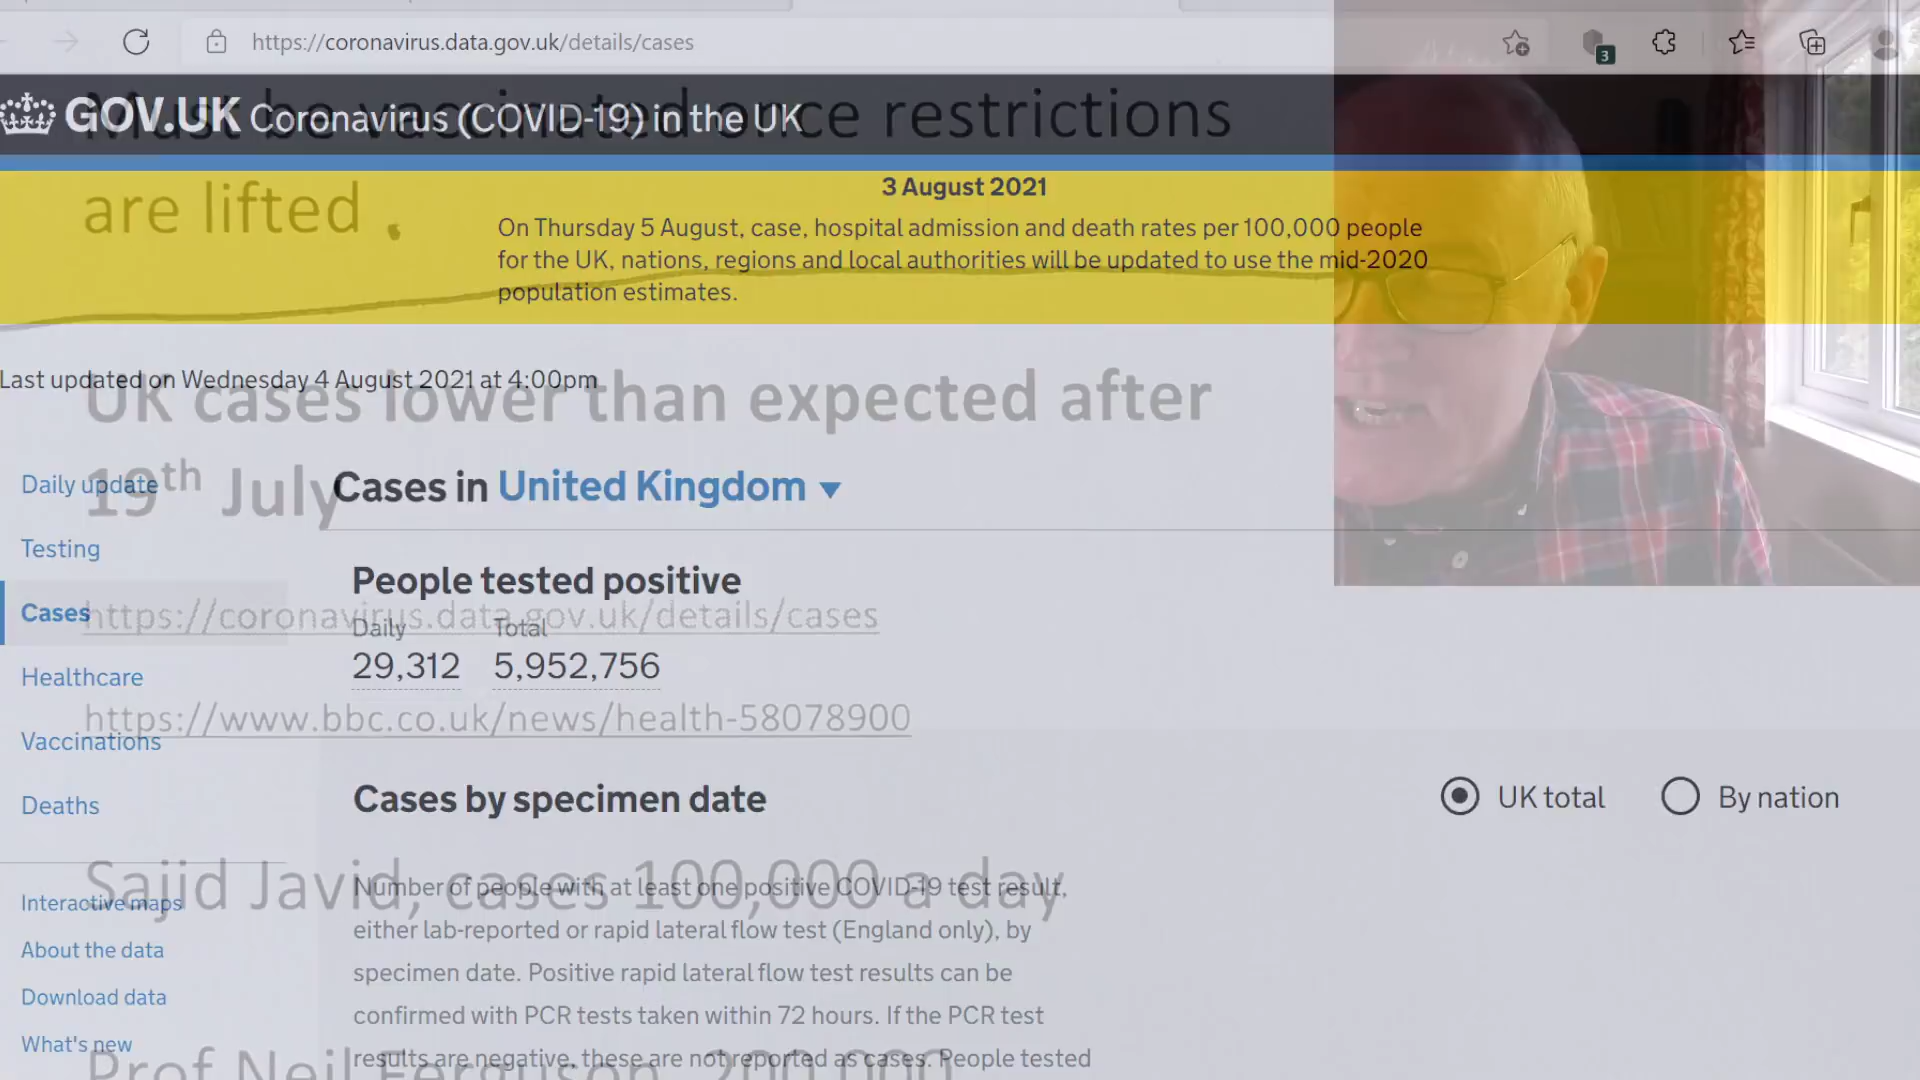 https://coronavirus.data.gov.uk/details/cases
3
GOV.UK Coronavirus (COVID-19) in the UK
Must be vaccinated once restrictions
are lifted .
3 August 2021
On Thursday 5 August, case, hospital admission and death rates per 100,000 people
for the UK, nations, regions and local authorities will be updated to use the mid-2020
population estimates.
Last updated on Wednesday 4 August 2021 at 4:00pm
UK cases lower than expected after
19th July
Daily update
Testing
Cases
Healthcare
Vaccinations
Deaths
Interactive maps
About the data
Download data
What's new
Cases in United Kingdom
People tested positive
Daily Total
29,312 5,952,756
https://coronavirus.data.gov.uk/details/cases
https://www.bbc.co.uk/news/health-58078900
Cases by specimen date
UK total By nation
Sajid Javid, cases 100,000 a day
Number of people with at least one positive COVID-19 test result,
either lab-reported or rapid lateral flow test (England only), by
specimen date. Positive rapid lateral flow test results can be
confirmed with PCR tests taken within 72 hours. If the PCR test
results are negative, these are not reported as cases. People tested
Prof Neil Ferguson, 200,000